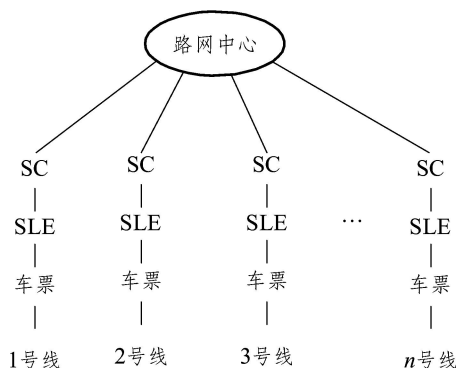 路网中心
SC SC SC SC
SLE SLE SLE … SLE
车票 车票 车票 车票
1号线 2号线 3号线 n号线